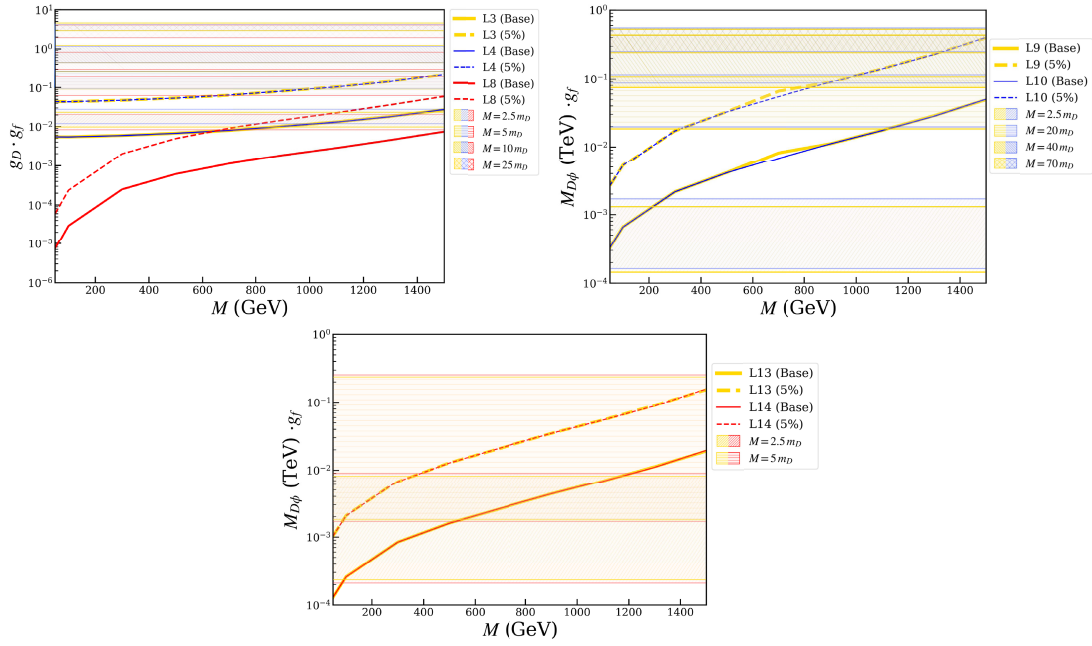 10¹
10⁰
10⁻¹
10⁻²
10⁻³
10⁻⁴
10⁻⁵
10⁻⁶
g_D · g_f
200 400 600 800 1000 1200 1400
M (GeV)
L3 (Base)
L3 (5%)
L4 (Base)
L4 (5%)
L8 (Base)
L8 (5%)
M = 2.5 m_D
M = 5 m_D
M = 10 m_D
M = 25 m_D
10⁰
10⁻¹
10⁻²
10⁻³
10⁻⁴
M_Dϕ (TeV) · g_f
200 400 600 800 1000 1200 1400
M (GeV)
L9 (Base)
L9 (5%)
L10 (Base)
L10 (5%)
M = 2.5 m_D
M = 20 m_D
M = 40 m_D
M = 70 m_D
10⁰
10⁻¹
10⁻²
10⁻³
10⁻⁴
M_Dϕ (TeV) · g_f
200 400 600 800 1000 1200 1400
M (GeV)
L13 (Base)
L13 (5%)
L14 (Base)
L14 (5%)
M = 2.5 m_D
M = 5 m_D